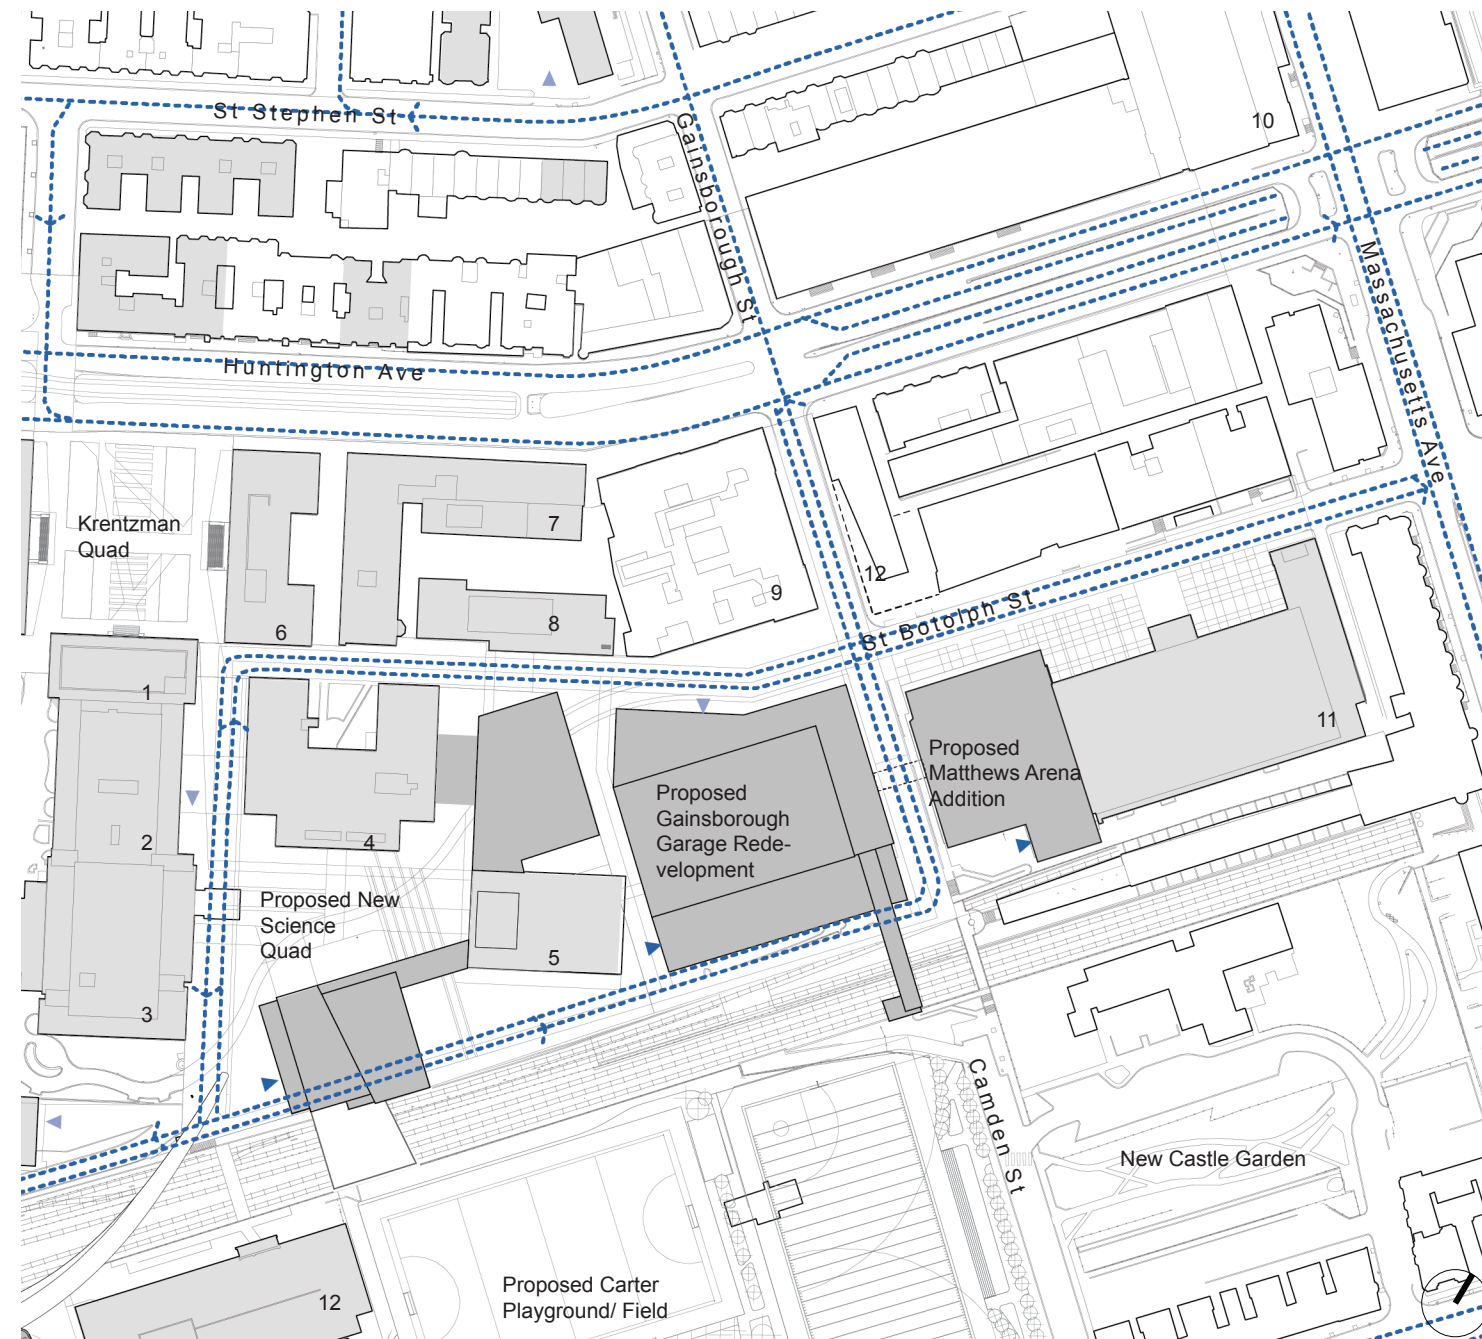 10
St Stephen St
Gainsborough St
Massachusetts Ave
Huntington Ave
Krentzman
Quad
7
12
9
6
8
St Botolph St
1
11
Proposed
Matthews Arena
Addition
Proposed
Gainsborough
Garage Rede-
velopment
2
4
Proposed New
Science
Quad
5
3
Camden St
New Castle Garden
Proposed Carter
Playground/ Field
12